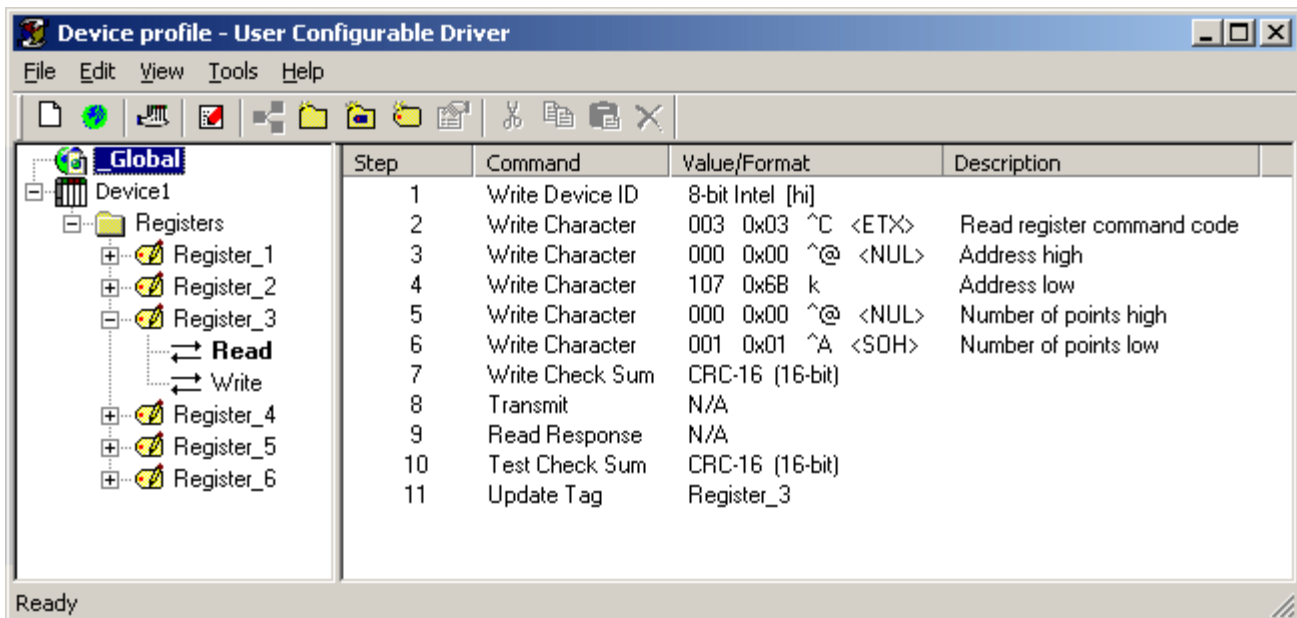 Device profile - User Configurable Driver
File Edit View Tools Help
_Global
Device1
Registers
Register_1
Register_2
Register_3
Read
Write
Register_4
Register_5
Register_6
Step Command Value/Format Description
1 Write Device ID 8-bit Intel [hi]
2 Write Character 003 0x03 ^C <ETX> Read register command code
3 Write Character 000 0x00 ^@ <NUL> Address high
4 Write Character 107 0x6B k Address low
5 Write Character 000 0x00 ^@ <NUL> Number of points high
6 Write Character 001 0x01 ^A <SOH> Number of points low
7 Write Check Sum CRC-16 (16-bit)
8 Transmit N/A
9 Read Response N/A
10 Test Check Sum CRC-16 (16-bit)
11 Update Tag Register_3
Ready